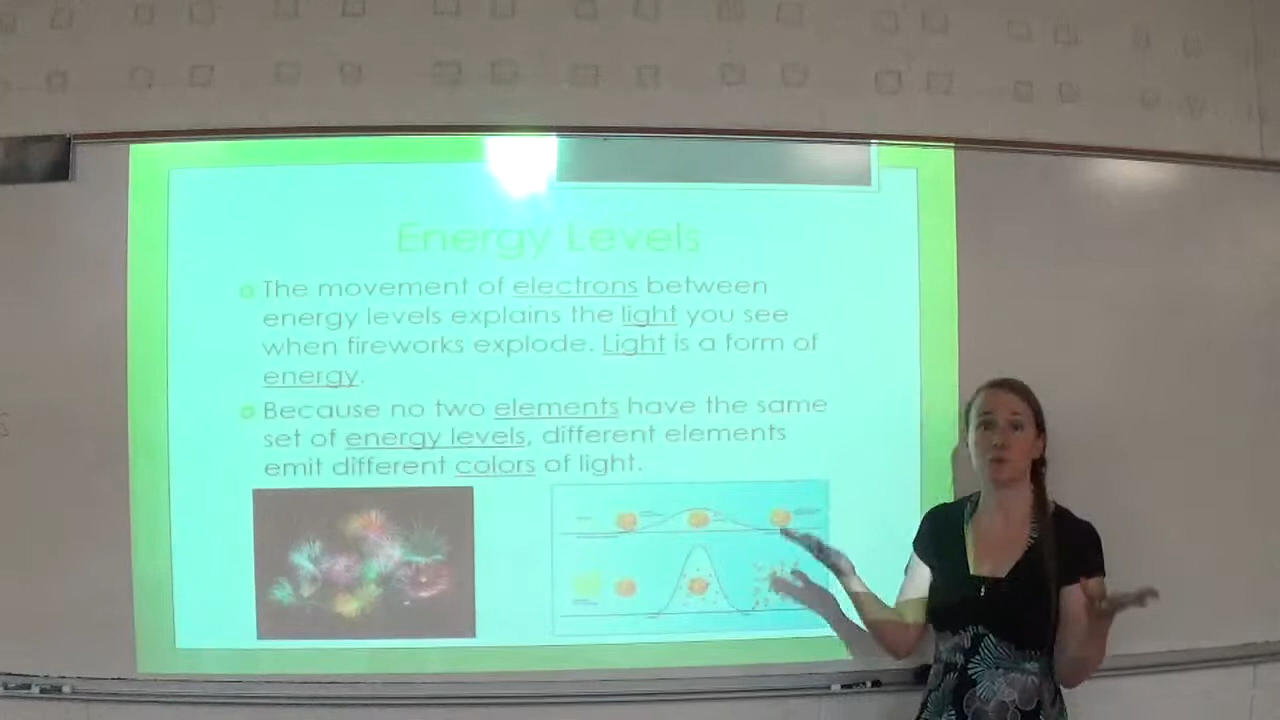 Energy Levels
The movement of electrons between
energy levels explains the light you see
when fireworks explode. Light is a form of
energy.
Because no two elements have the same
set of energy levels, different elements
emit different colors of light.